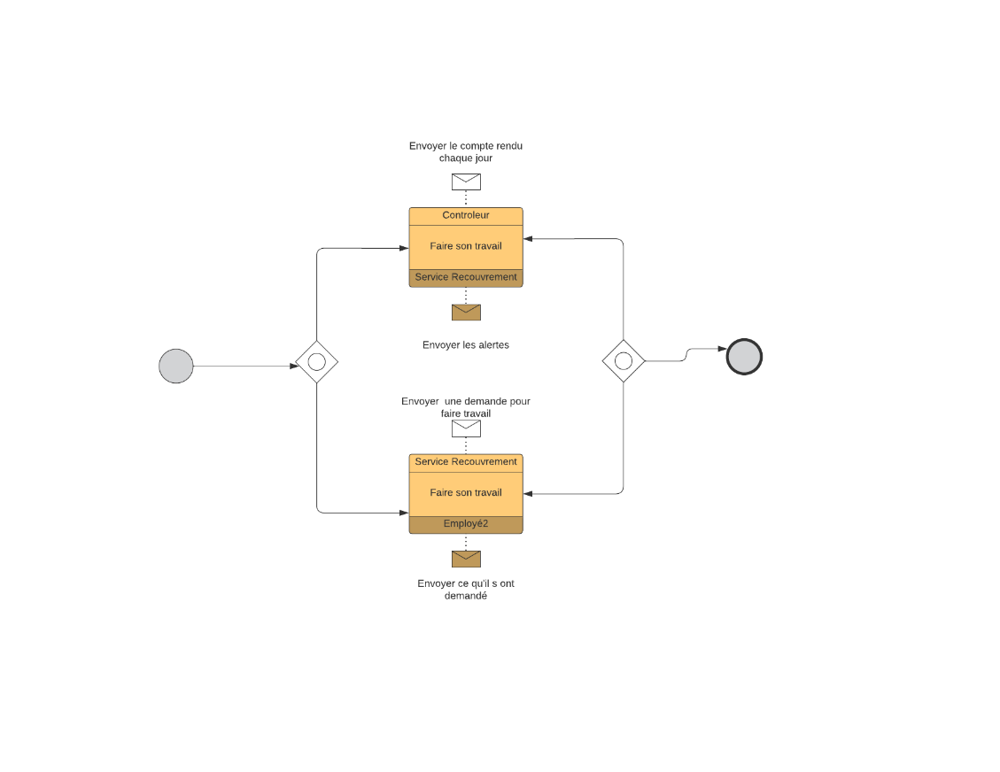 Envoyer le compte rendu
chaque jour
Controleur
Faire son travail
Service Recouvrement
Envoyer les alertes
Envoyer  une demande pour
faire travail
Service Recouvrement
Faire son travail
Employé2
Envoyer ce qu'il s ont
demandé